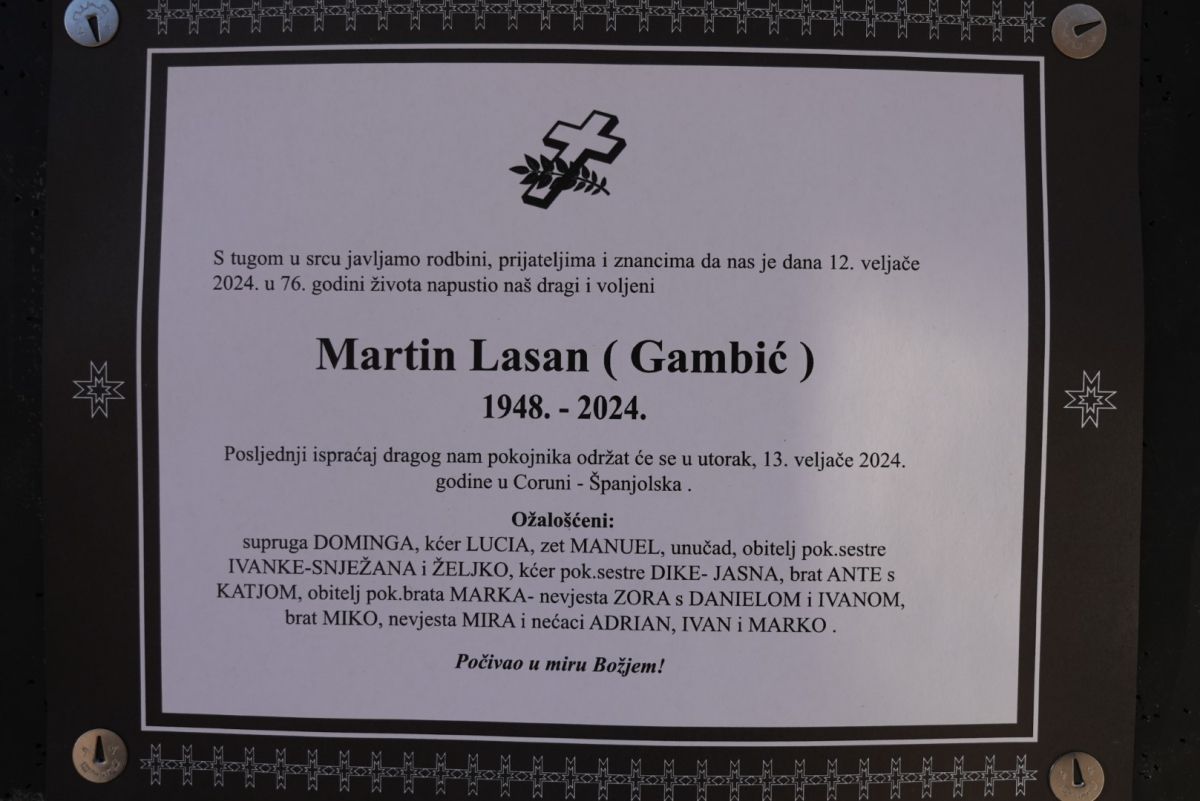 S tugom u srcu javljamo rodbini, prijateljima i znancima da nas je dana 12. veljače
2024. u 76. godini života napustio naš dragi i voljeni
Martin Lasan ( Gambić )
1948. - 2024.
Posljednji ispraćaj dragog nam pokojnika održat će se u utorak, 13. veljače 2024.
godine u Coruni - Španjolska .
Ožalošćeni:
supruga DOMINGA, kćer LUCIA, zet MANUEL, unučad, obitelj pok.sestre
IVANKE-SNJEŽANA i ŽELJKO, kćer pok.sestre DIKE- JASNA, brat ANTE s
KATJOM, obitelj pok.brata MARKA- nevjesta ZORA s DANIELOM i IVANOM,
brat MIKO, nevjesta MIRA i nećaci ADRIAN, IVAN i MARKO .
Počivao u miru Božjem!